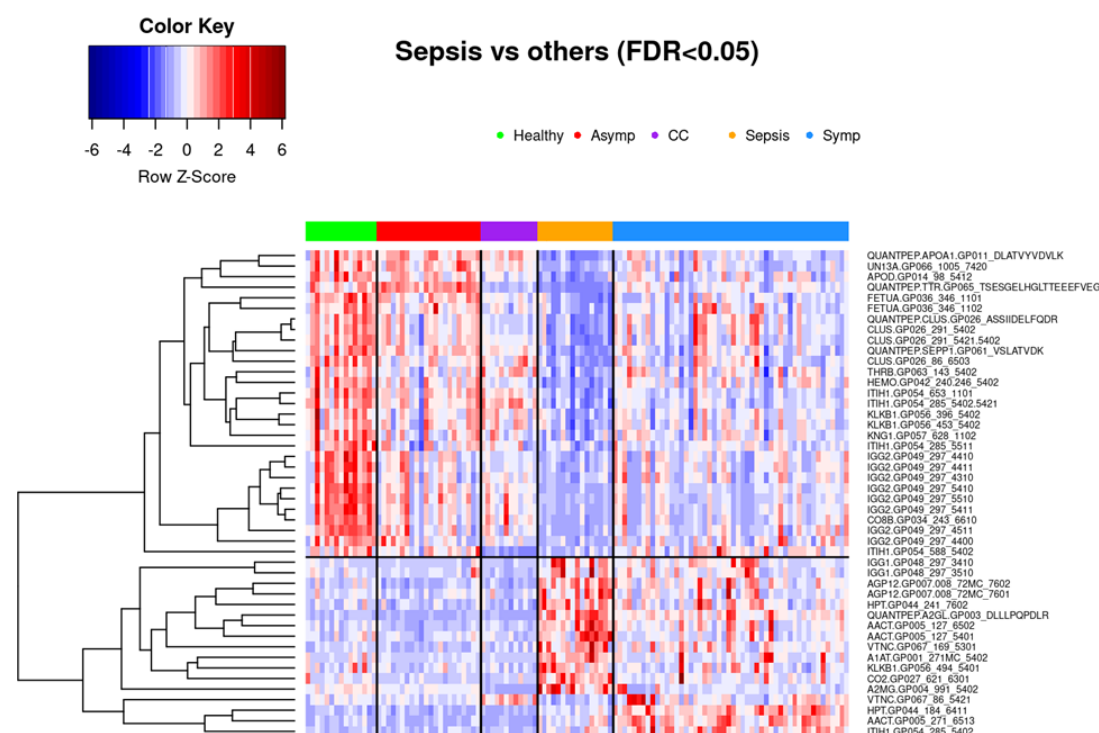 Color Key
-6 -4 -2 0 2 4 6
Row Z-Score
Sepsis vs others (FDR<0.05)
Healthy Asymp CC Sepsis Symp
QUANTPEP.APOA1.GP011_DLATVYVDVLK
UN13A.GP066_1005_7420
APOD.GP014_98_5412
QUANTPEP.TTR.GP065_TSESGELHGLTTEEEFVEG
FETUA.GP036_346_1101
FETUA.GP036_346_1102
QUANTPEP.CLUS.GP026_ASSIIDELFQDR
CLUS.GP026_291_5402
CLUS.GP026_291_5421.5402
QUANTPEP.SEPP1.GP061_VSLATVDK
CLUS.GP026_86_6503
THRB.GP063_143_5402
HEMO.GP042_240.246_5402
ITIH1.GP054_653_1101
ITIH1.GP054_285_5402.5421
KLKB1.GP056_396_5402
KLKB1.GP056_453_5402
KNG1.GP057_628_1102
ITIH1.GP054_285_5511
IGG2.GP049_297_4410
IGG2.GP049_297_4411
IGG2.GP049_297_4310
IGG2.GP049_297_5410
IGG2.GP049_297_5510
IGG2.GP049_297_5411
CO8B.GP034_243_6610
IGG2.GP049_297_4511
IGG2.GP049_297_4400
ITIH1.GP054_588_5402
IGG1.GP048_297_3410
IGG1.GP048_297_3510
AGP12.GP007.008_72MC_7602
AGP12.GP007.008_72MC_7601
HPT.GP044_241_7602
QUANTPEP.A2GL.GP003_DLLLPQPDLR
AACT.GP005_127_6502
AACT.GP005_127_5401
VTNC.GP067_169_5301
A1AT.GP001_271MC_5402
KLKB1.GP056_494_5401
CO2.GP027_621_6301
A2MG.GP004_991_5402
VTNC.GP067_86_5421
HPT.GP044_184_6411
AACT.GP005_271_6513
ITIH1.GP054_285_5402